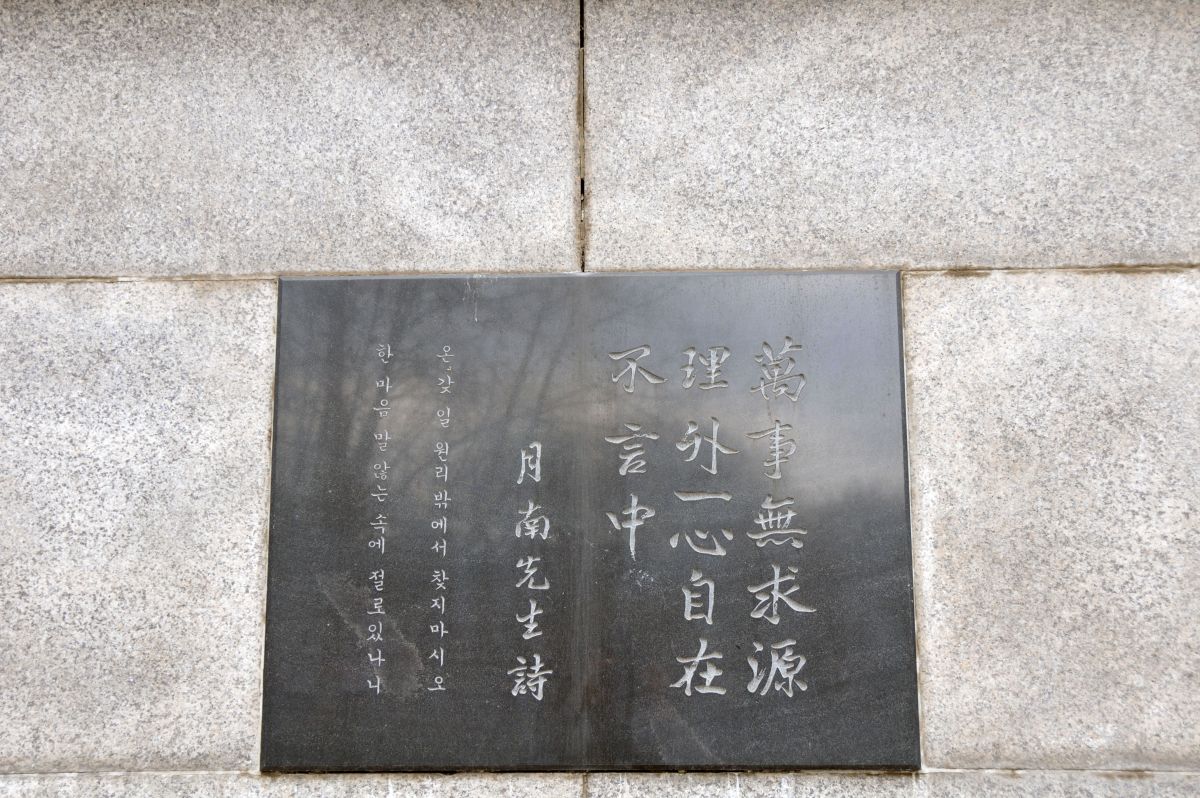 萬事無求源
理外一心自在
不言中
月南先生詩
온갖 일 원리밖에서 찾지마시오
한 마음 말 않는 속에 절로있나니